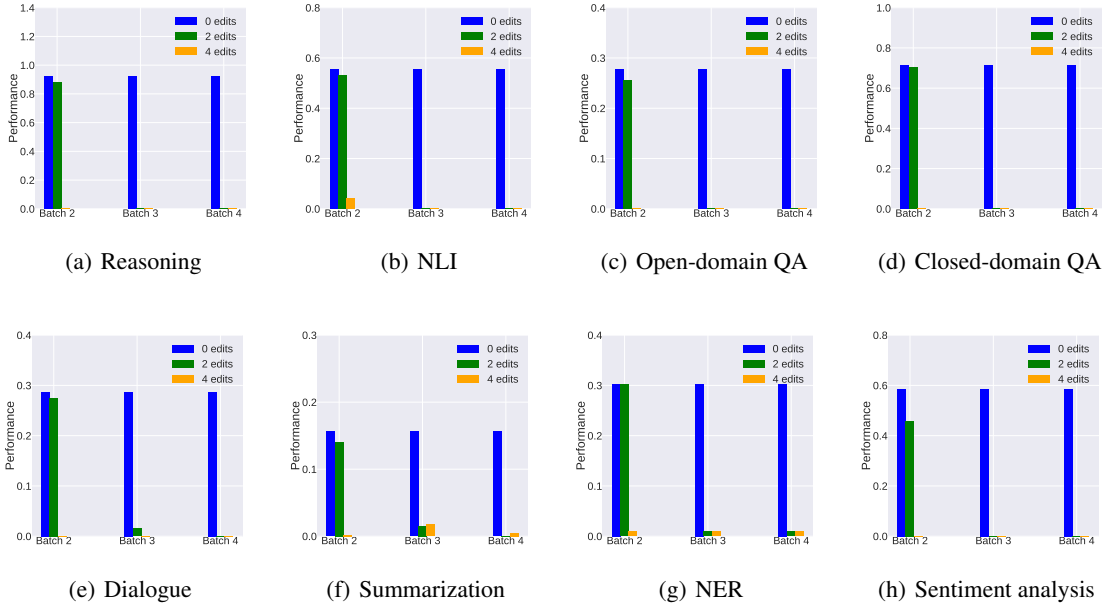 1.4
1.2
1.0
0.8
0.6
0.4
0.2
0.0
Performance
0 edits
2 edits
4 edits
Batch 2
Batch 3
Batch 4
(a) Reasoning
0.8
0.6
0.4
0.2
0.0
Performance
0 edits
2 edits
4 edits
Batch 2
Batch 3
Batch 4
(b) NLI
0.4
0.3
0.1
0.0
Performance
0 edits
2 edits
4 edits
Batch 2
Batch 3
Batch 4
(c) Open-domain QA
1.0
0.8
0.6
0.4
0.2
0.0
Performance
0 edits
2 edits
4 edits
Batch 2
Batch 3
Batch 4
(d) Closed-domain QA
0.4
0.3
0.2
0.1
0.0
Performance
0 edits
2 edits
4 edits
Batch 2
Batch 3
Batch 4
(e) Dialogue
0.3
0.2
0.1
0.0
Performance
0 edits
2 edits
4 edits
Batch 2
Batch 3
Batch 4
(f) Summarization
0.4
0.3
0.2
0.1
0.0
Performance
0 edits
2 edits
4 edits
Batch 2
Batch 3
Batch 4
(g) NER
0.8
0.6
0.4
0.2
0.0
Performance
0 edits
2 edits
4 edits
Batch 2
Batch 3
Batch 4
(h) Sentiment analysis